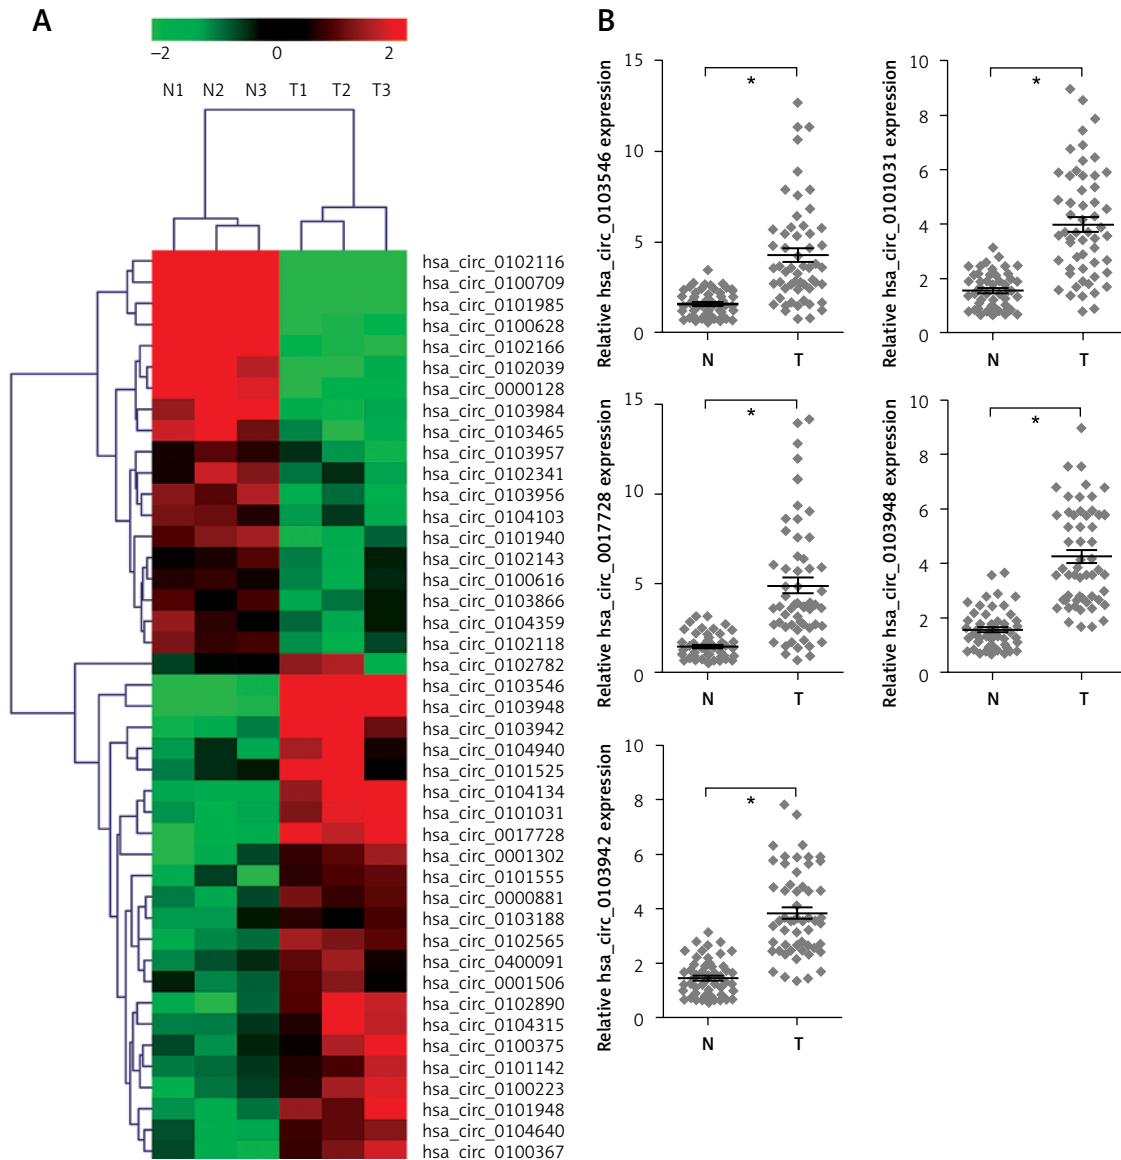 A
−2 0 2
N1 N2 N3 T1 T2 T3
hsa_circ_0102116
hsa_circ_0100709
hsa_circ_0101985
hsa_circ_0100628
hsa_circ_0102166
hsa_circ_0102039
hsa_circ_0000128
hsa_circ_0103984
hsa_circ_0103465
hsa_circ_0103957
hsa_circ_0102341
hsa_circ_0103956
hsa_circ_0104103
hsa_circ_0101940
hsa_circ_0102143
hsa_circ_0100616
hsa_circ_0103866
hsa_circ_0104359
hsa_circ_0102118
hsa_circ_0102782
hsa_circ_0103546
hsa_circ_0103948
hsa_circ_0103942
hsa_circ_0104940
hsa_circ_0101525
hsa_circ_0104134
hsa_circ_0101031
hsa_circ_0017728
hsa_circ_0001302
hsa_circ_0101555
hsa_circ_0000881
hsa_circ_0103188
hsa_circ_0102565
hsa_circ_0400091
hsa_circ_0001506
hsa_circ_0102890
hsa_circ_0104315
hsa_circ_0100375
hsa_circ_0101142
hsa_circ_0100223
hsa_circ_0101948
hsa_circ_0104640
hsa_circ_0100367
B
Relative hsa_circ_0103546 expression
15
10
5
0
*
N T
Relative hsa_circ_0101031 expression
10
8
6
4
2
0
*
N T
Relative hsa_circ_0017728 expression
15
10
5
0
*
N T
Relative hsa_circ_0103948 expression
10
8
6
4
2
0
*
N T
Relative hsa_circ_0103942 expression
10
8
6
4
2
0
*
N T